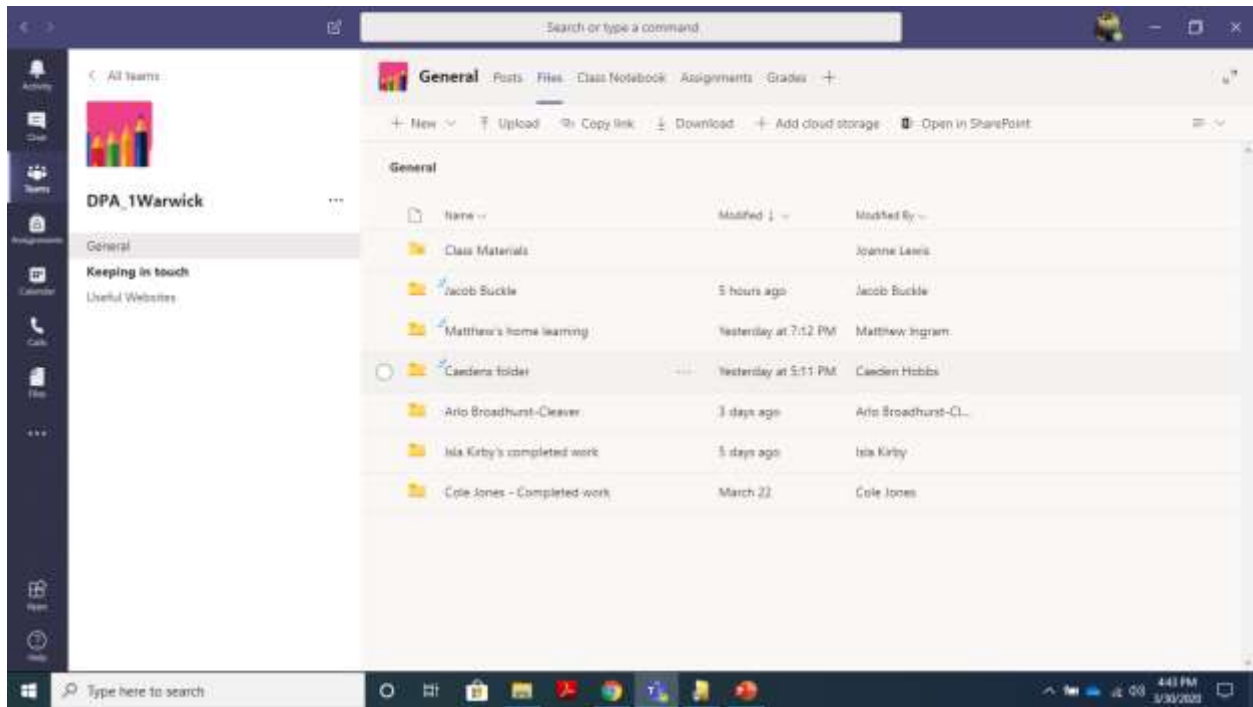 Search or type a command
Activity
Chat
Teams
Assignments
Calendar
Calls
Files
Apps
Help
< All teams
DPA_1Warwick
General
Keeping in touch
Useful Websites
General Posts Files Class Notebook Assignments Grades +
+ New Upload Copy link Download + Add cloud storage Open in SharePoint
General
Name Modified ↓ Modified By
Class Materials Joanne Lewis
Jacob Buckle 5 hours ago Jacob Buckle
Matthew's home learning Yesterday at 7:12 PM Matthew Ingram
Caedens folder ... Yesterday at 5:11 PM Caeden Hobbs
Arlo Broadhurst-Cleaver 3 days ago Arlo Broadhurst-Cl...
Isla Kirby's completed work 5 days ago Isla Kirby
Cole Jones - Completed work March 22 Cole Jones
Type here to search
4:43 PM
3/30/2020